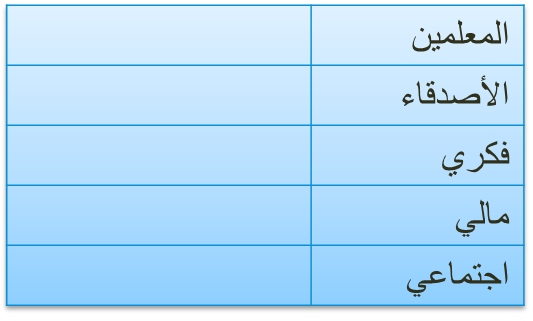 المعلمين
الأصدقاء
فكري
مالي
اجتماعي